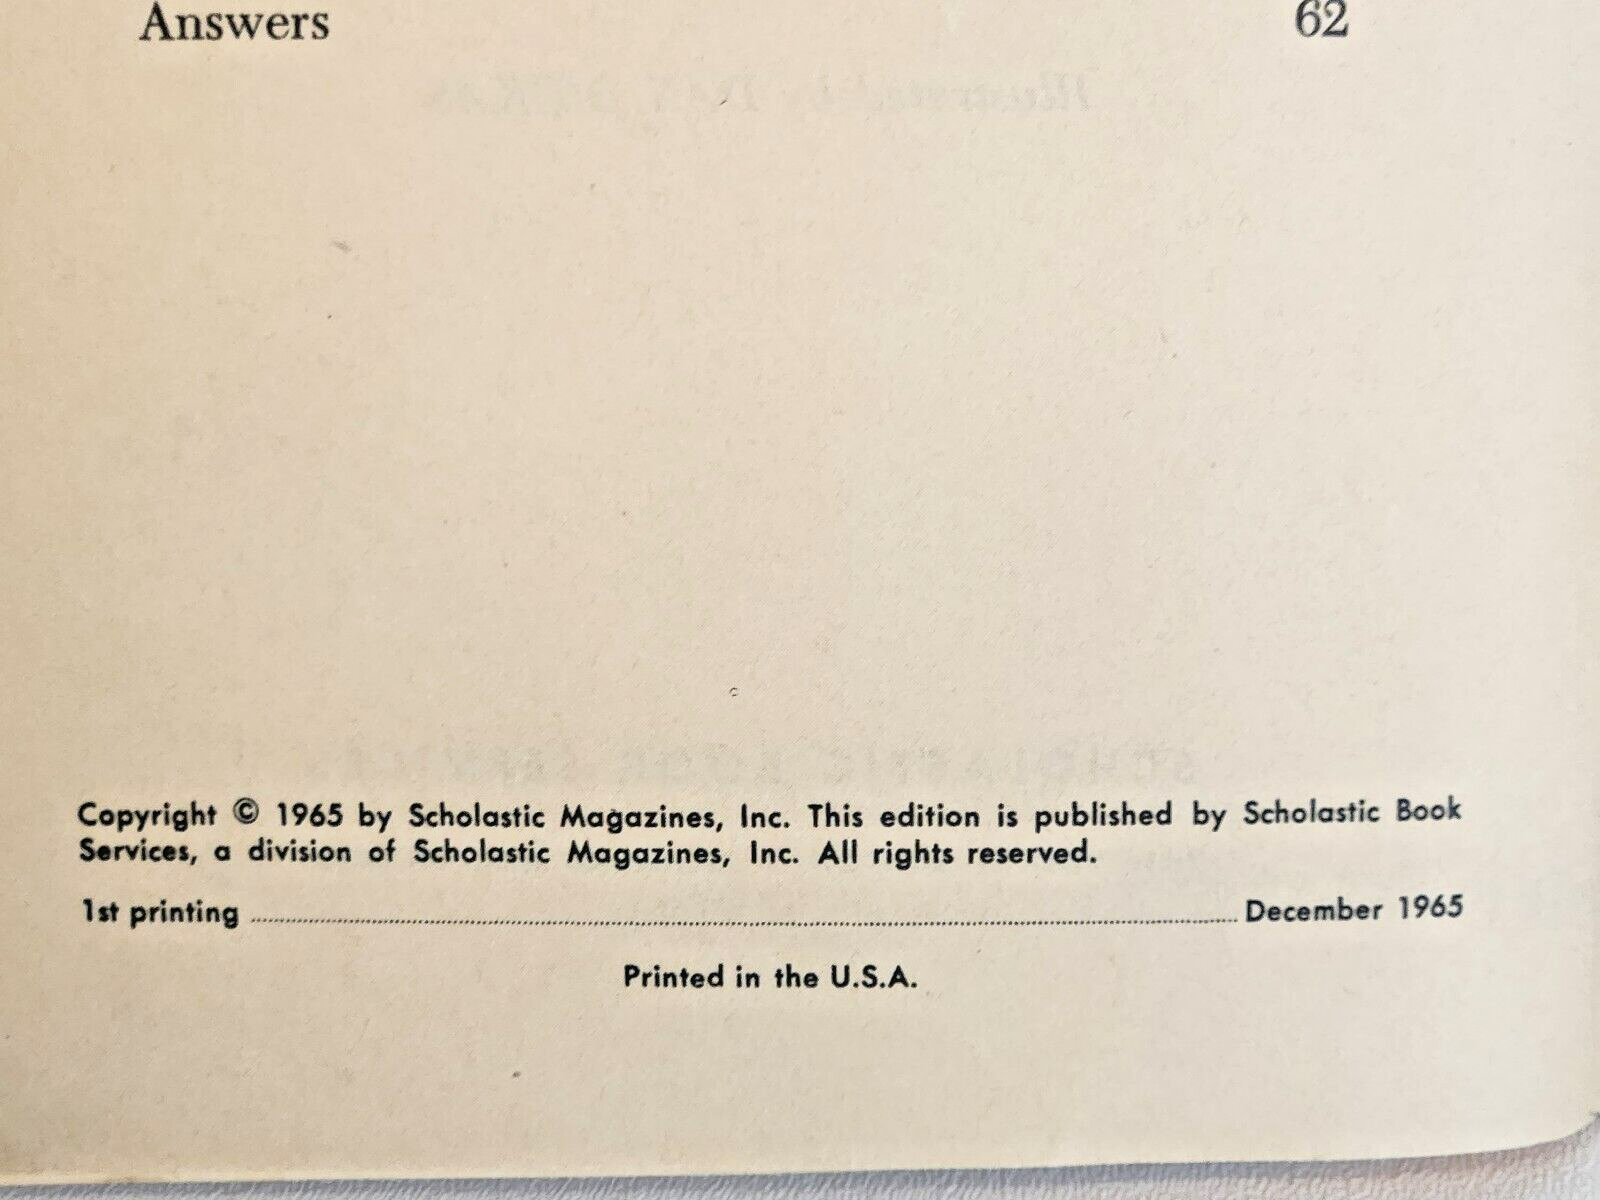 Answers 62
Copyright © 1965 by Scholastic Magazines, Inc. This edition is published by Scholastic Book
Services, a division of Scholastic Magazines, Inc. All rights reserved.
1st printing ........................................ December 1965
Printed in the U.S.A.